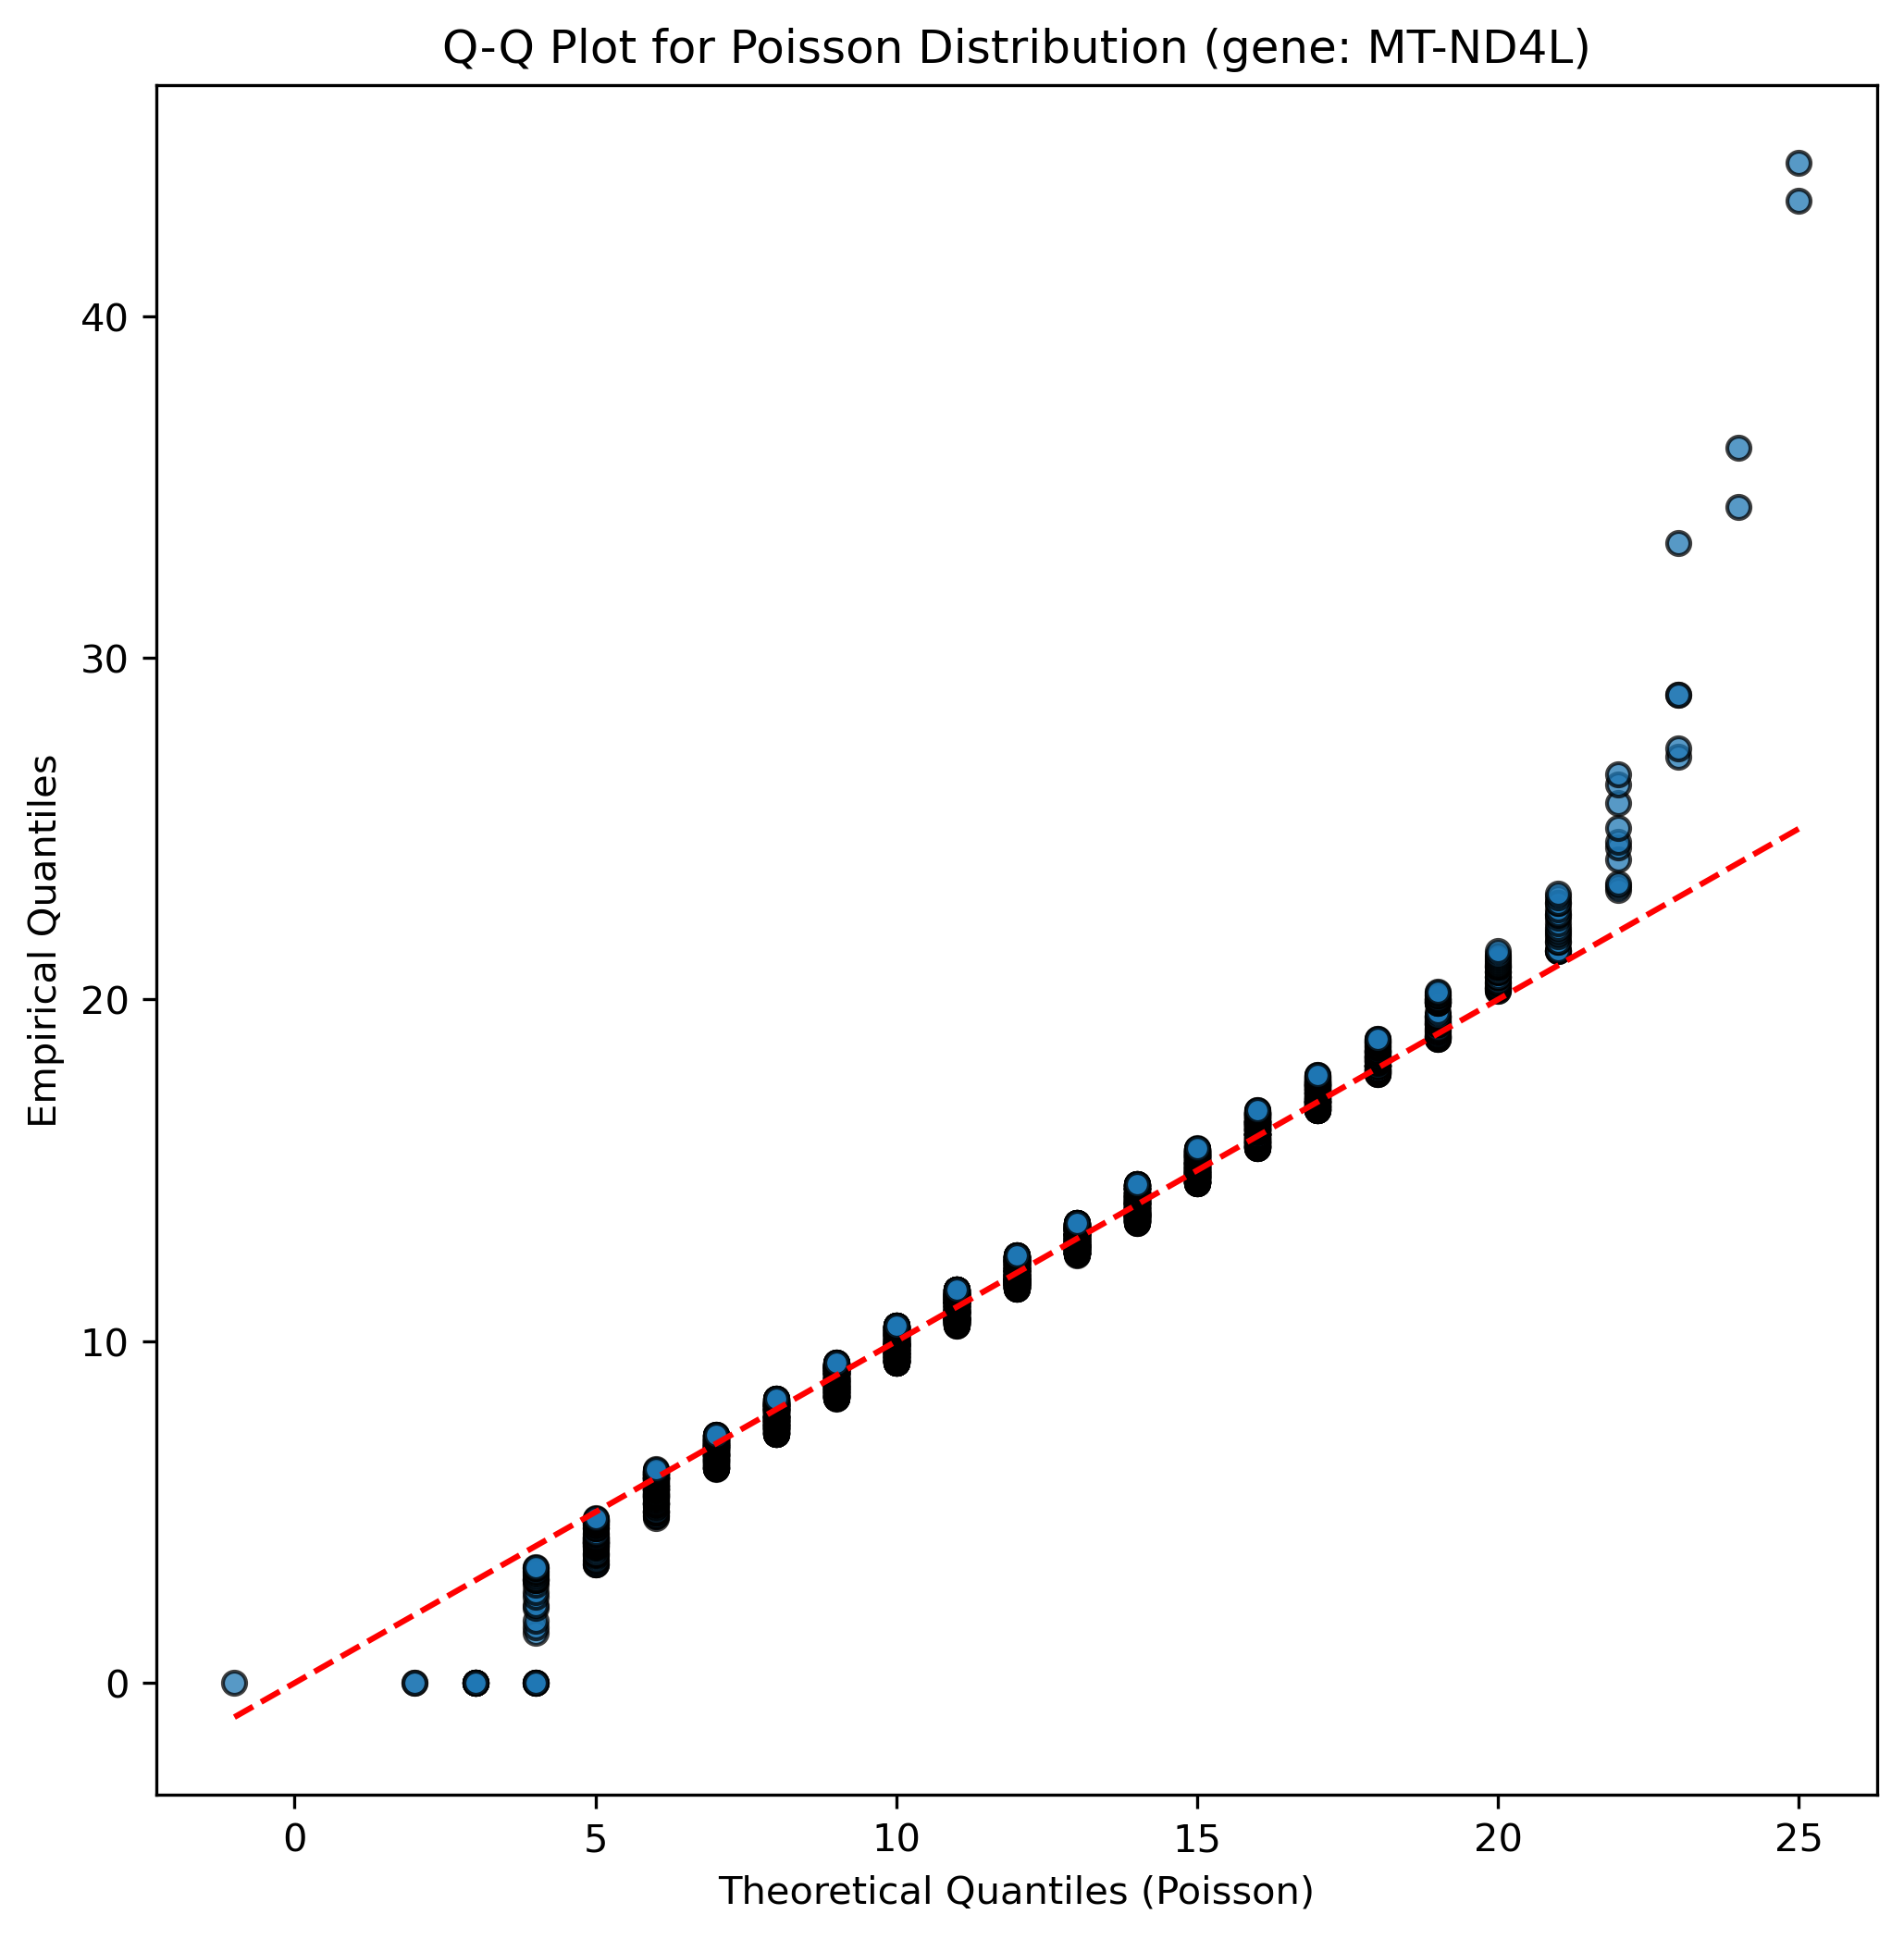 Q-Q Plot for Poisson Distribution (gene: MT-ND4L)
Empirical Quantiles
40
30
20
10
0
0 5 10 15 20 25
Theoretical Quantiles (Poisson)